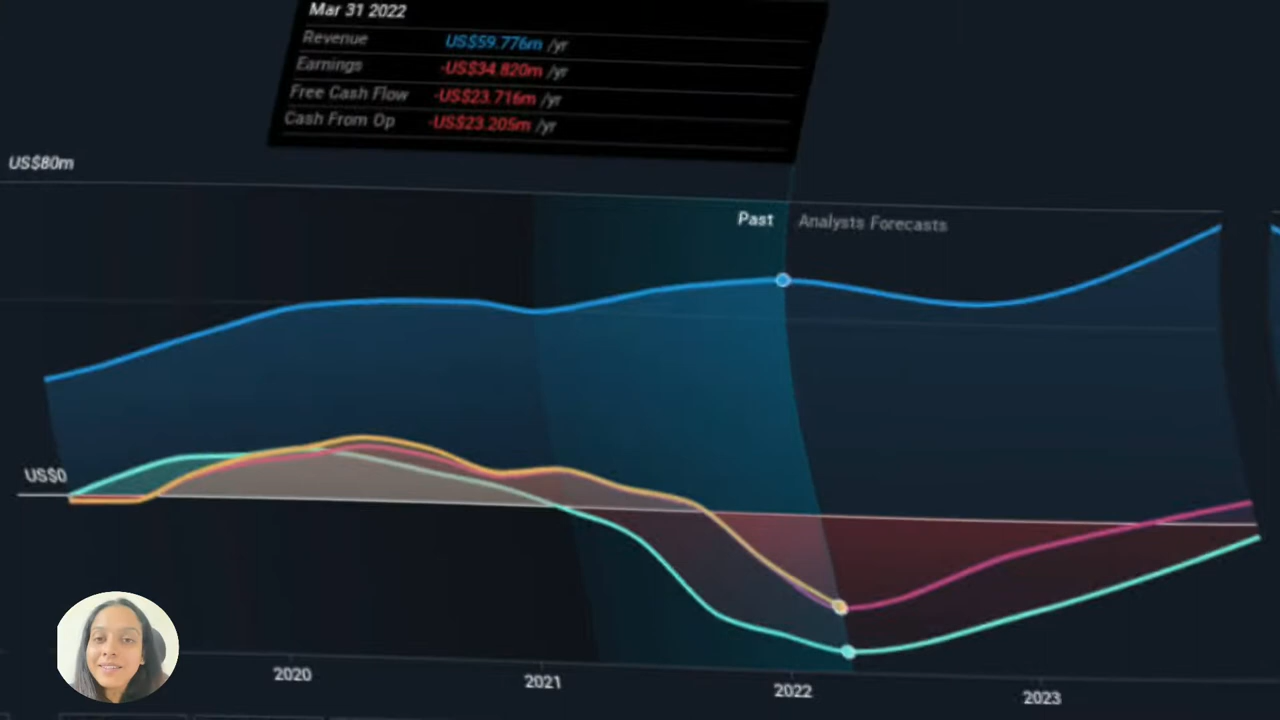 Mar 31 2022
Revenue US$59.776m /yr
Earnings -US$34.820m /yr
Free Cash Flow -US$23.716m /yr
Cash From Op -US$23.205m /yr
US$80m
Past Analysts Forecasts
US$0
2020 2021 2022 2023